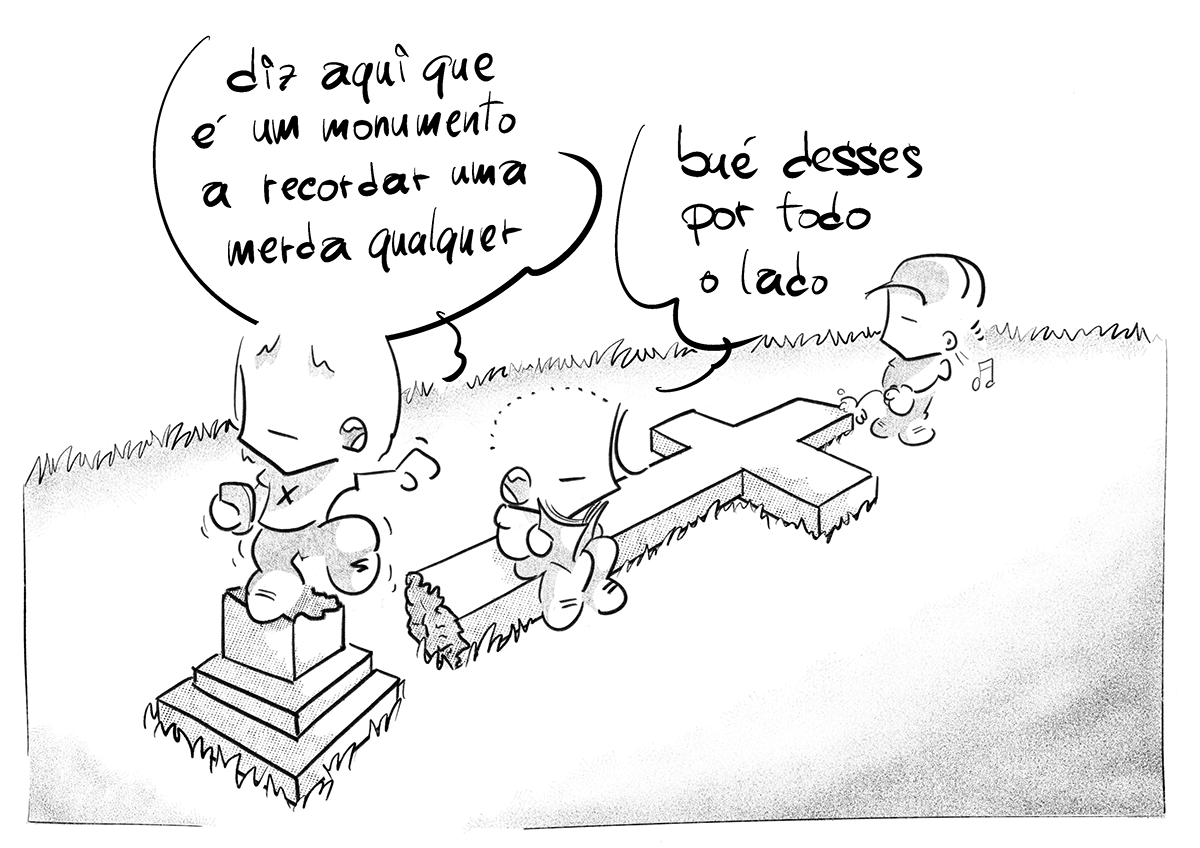 diz aqui que
é um monumento
a recordar uma
merda qualquer
bué desses
por todo
o lado